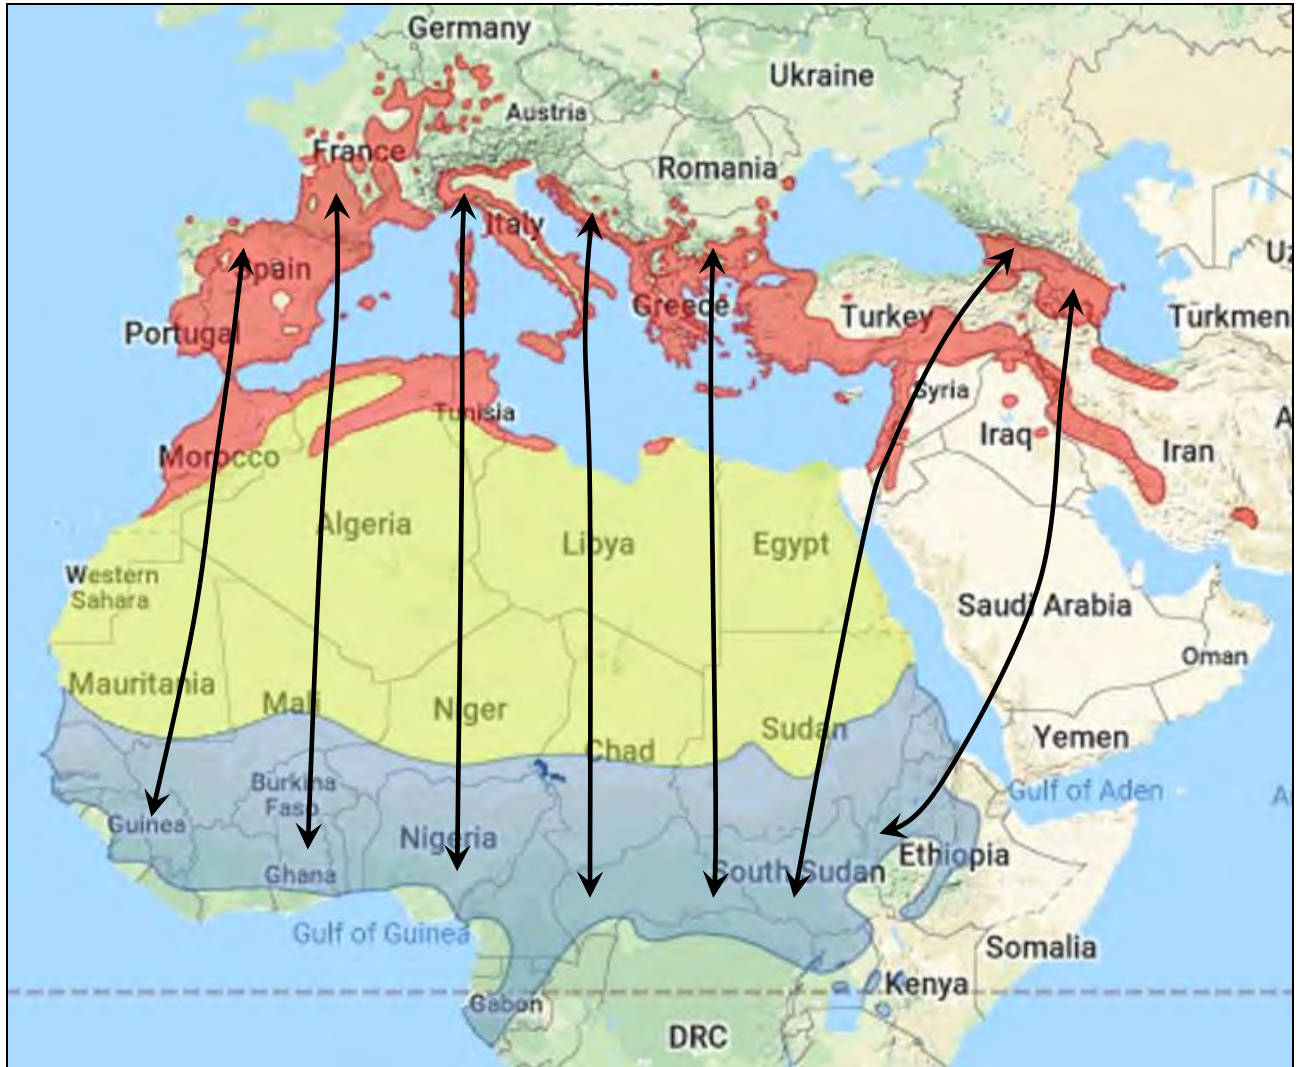 Germany
Ukraine
Austria
France
Romania
Italy
Spain
Uz
Greece
Portugal
Turkey
Türkmen
Syria
Tunisia
A
Iraq
Iran
Morocco
Algeria
Libya
Egypt
Western
Sahara
Saudi Arabia
Oman
Mauritania
Mali
Niger
Sudan
Yemen
Chad
Burkina
Faso
Gulf of Aden
A
Guinea
Nigeria
Ethiopia
Ghana
South Sudan
Gulf of Guinea
Somalia
Kenya
Gabon
DRC